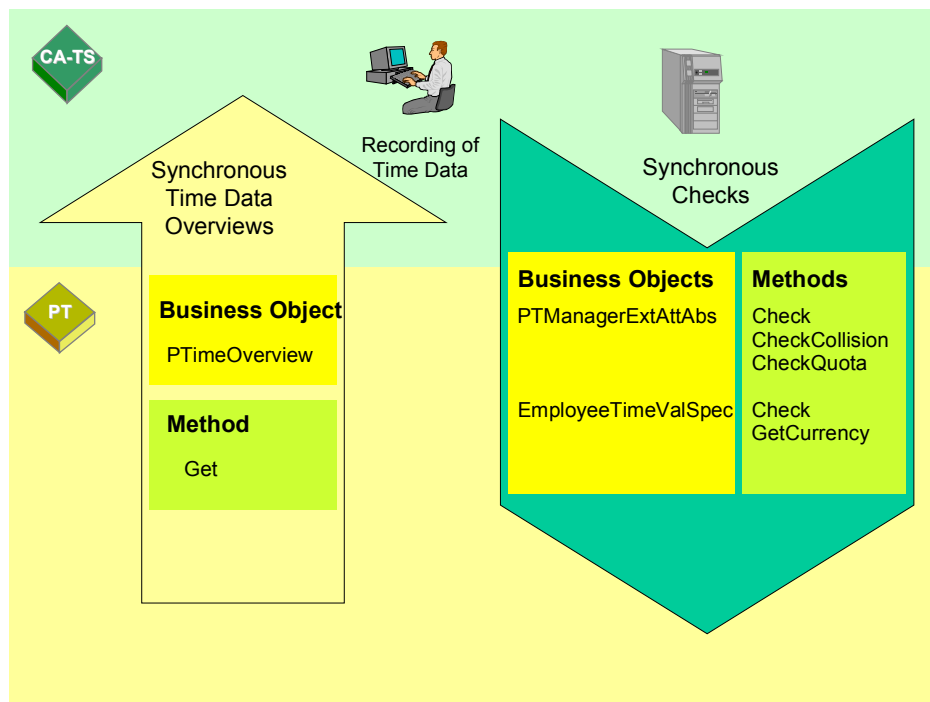 CA-TS
Recording of
Time Data
Synchronous
Time Data
Overviews
Synchronous
Checks
PT
Business Object
PTimeOverview
Method
Get
Business Objects
PTManagerExtAttAbs
EmployeeTimeValSpec
Methods
Check
CheckCollision
CheckQuota
Check
GetCurrency